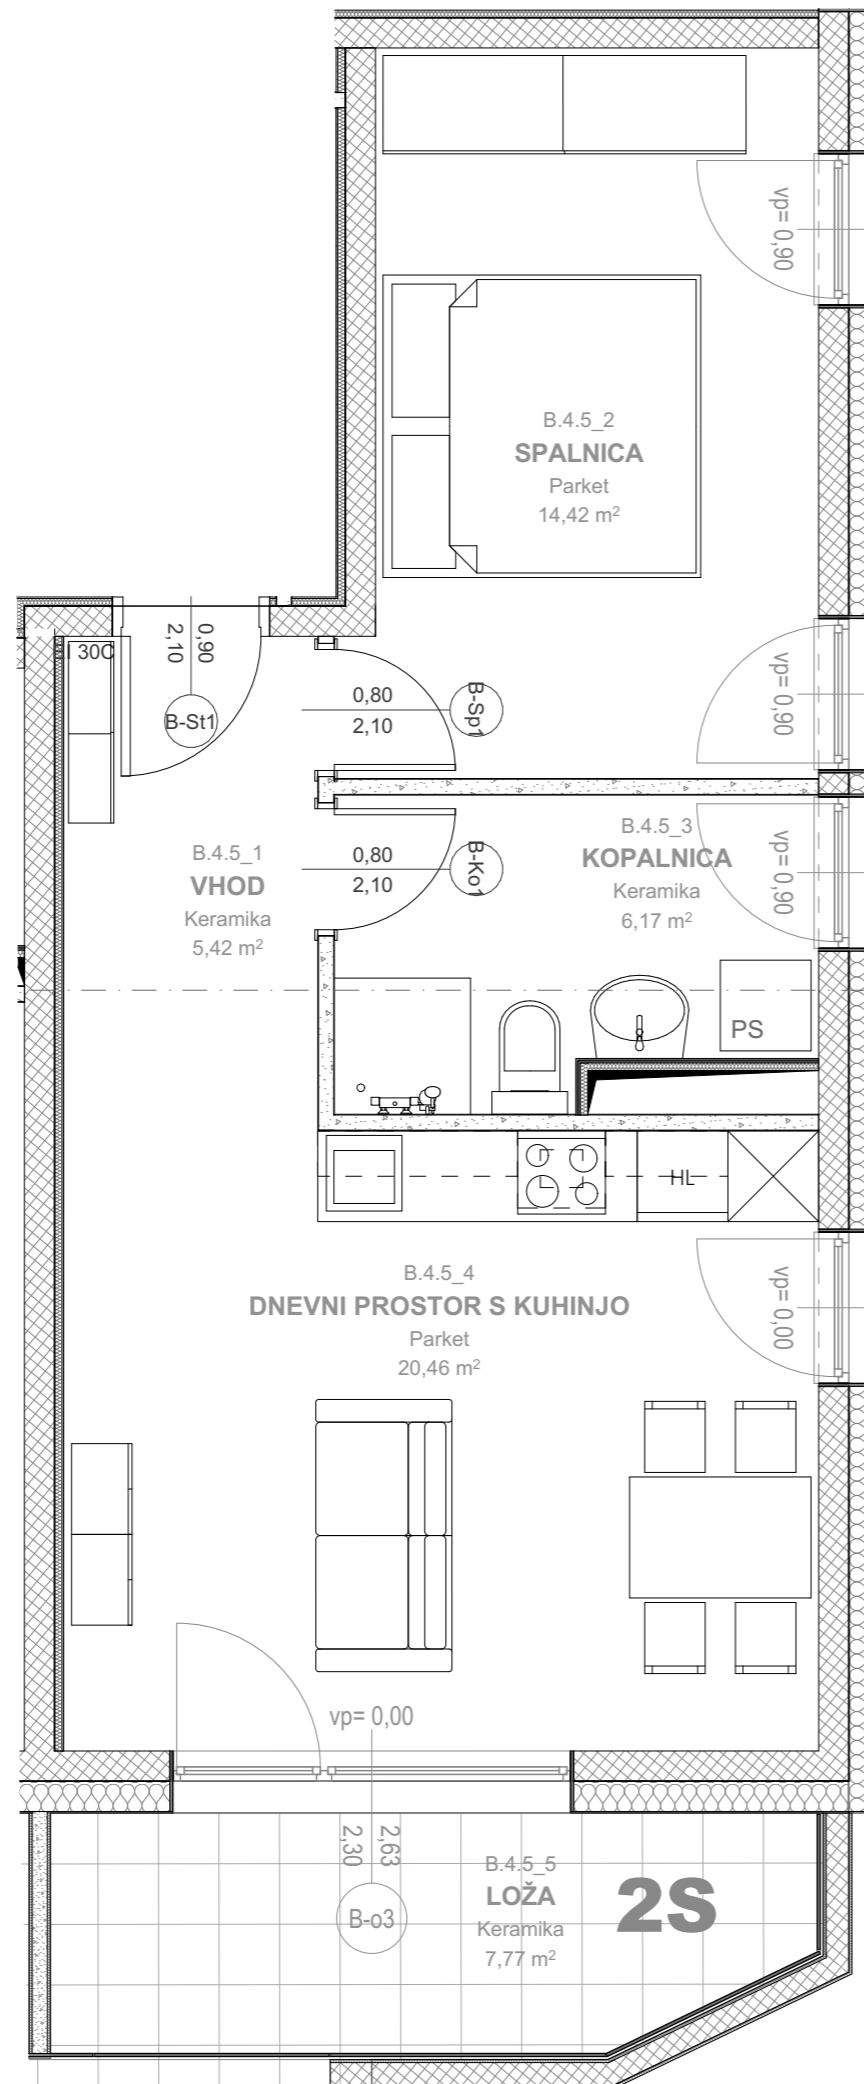 vp= 0,90
B.4.5_2
SPALNICA
Parket
14,42 m²
30C
0,90
2,10
B-St1
0,80
2,10
B-Sp1
vp= 0,90
B.4.5_1
VHOD
Keramika
5,42 m²
0,80
2,10
B-Ko1
B.4.5_3
KOPALNICA
Keramika
6,17 m²
vp= 0,90
PS
HL
B.4.5_4
DNEVNI PROSTOR S KUHINJO
Parket
20,46 m²
vp= 0,00
vp= 0,00
2,63
2,30
B-o3
B.4.5_5
LOŽA
Keramika
7,77 m²
2S